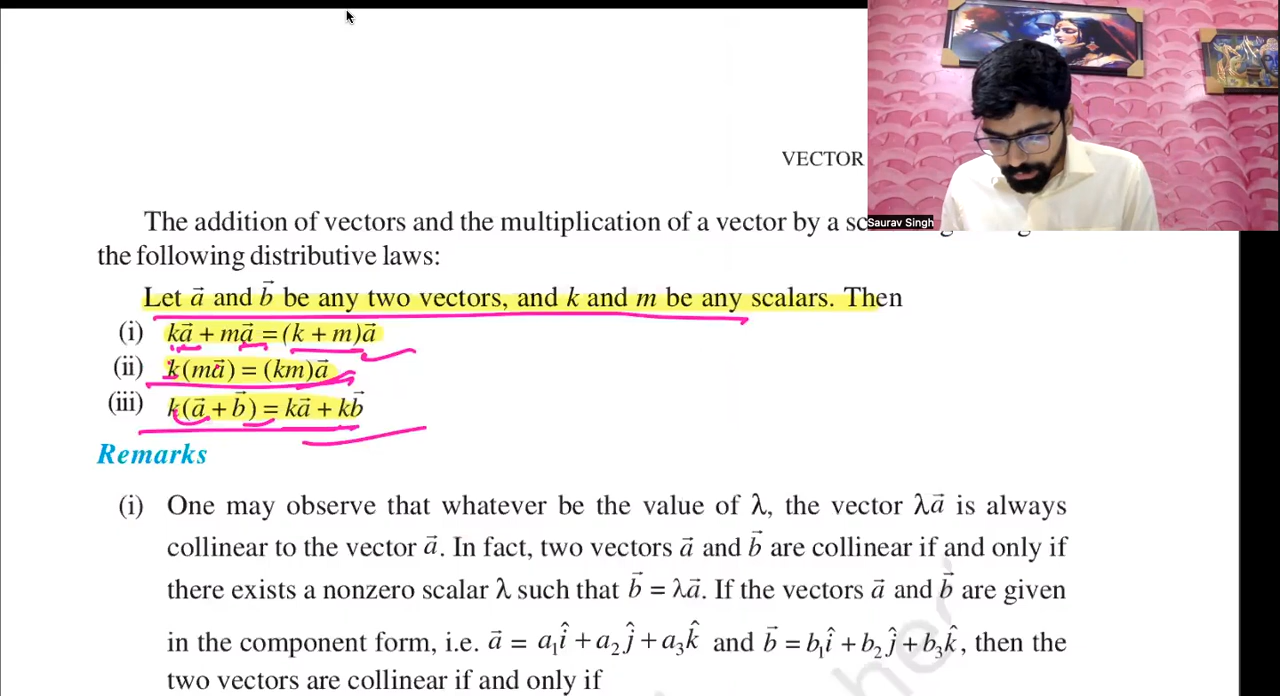 VECTOR
Saurav Singh
The addition of vectors and the multiplication of a vector by a
the following distributive laws:
Let a⃗ and b⃗ be any two vectors, and k and m be any scalars. Then
(i) ka⃗ + ma⃗ = (k + m)a⃗
(ii) k(ma⃗) = (km)a⃗
(iii) k(a⃗ + b⃗) = ka⃗ + kb⃗
Remarks
(i) One may observe that whatever be the value of λ, the vector λa⃗ is always
collinear to the vector a⃗. In fact, two vectors a⃗ and b⃗ are collinear if and only if
there exists a nonzero scalar λ such that b⃗ = λa⃗. If the vectors a⃗ and b⃗ are given
in the component form, i.e. a⃗ = a₁î + a₂ĵ + a₃k̂ and b⃗ = b₁î + b₂ĵ + b₃k̂, then the
two vectors are collinear if and only if